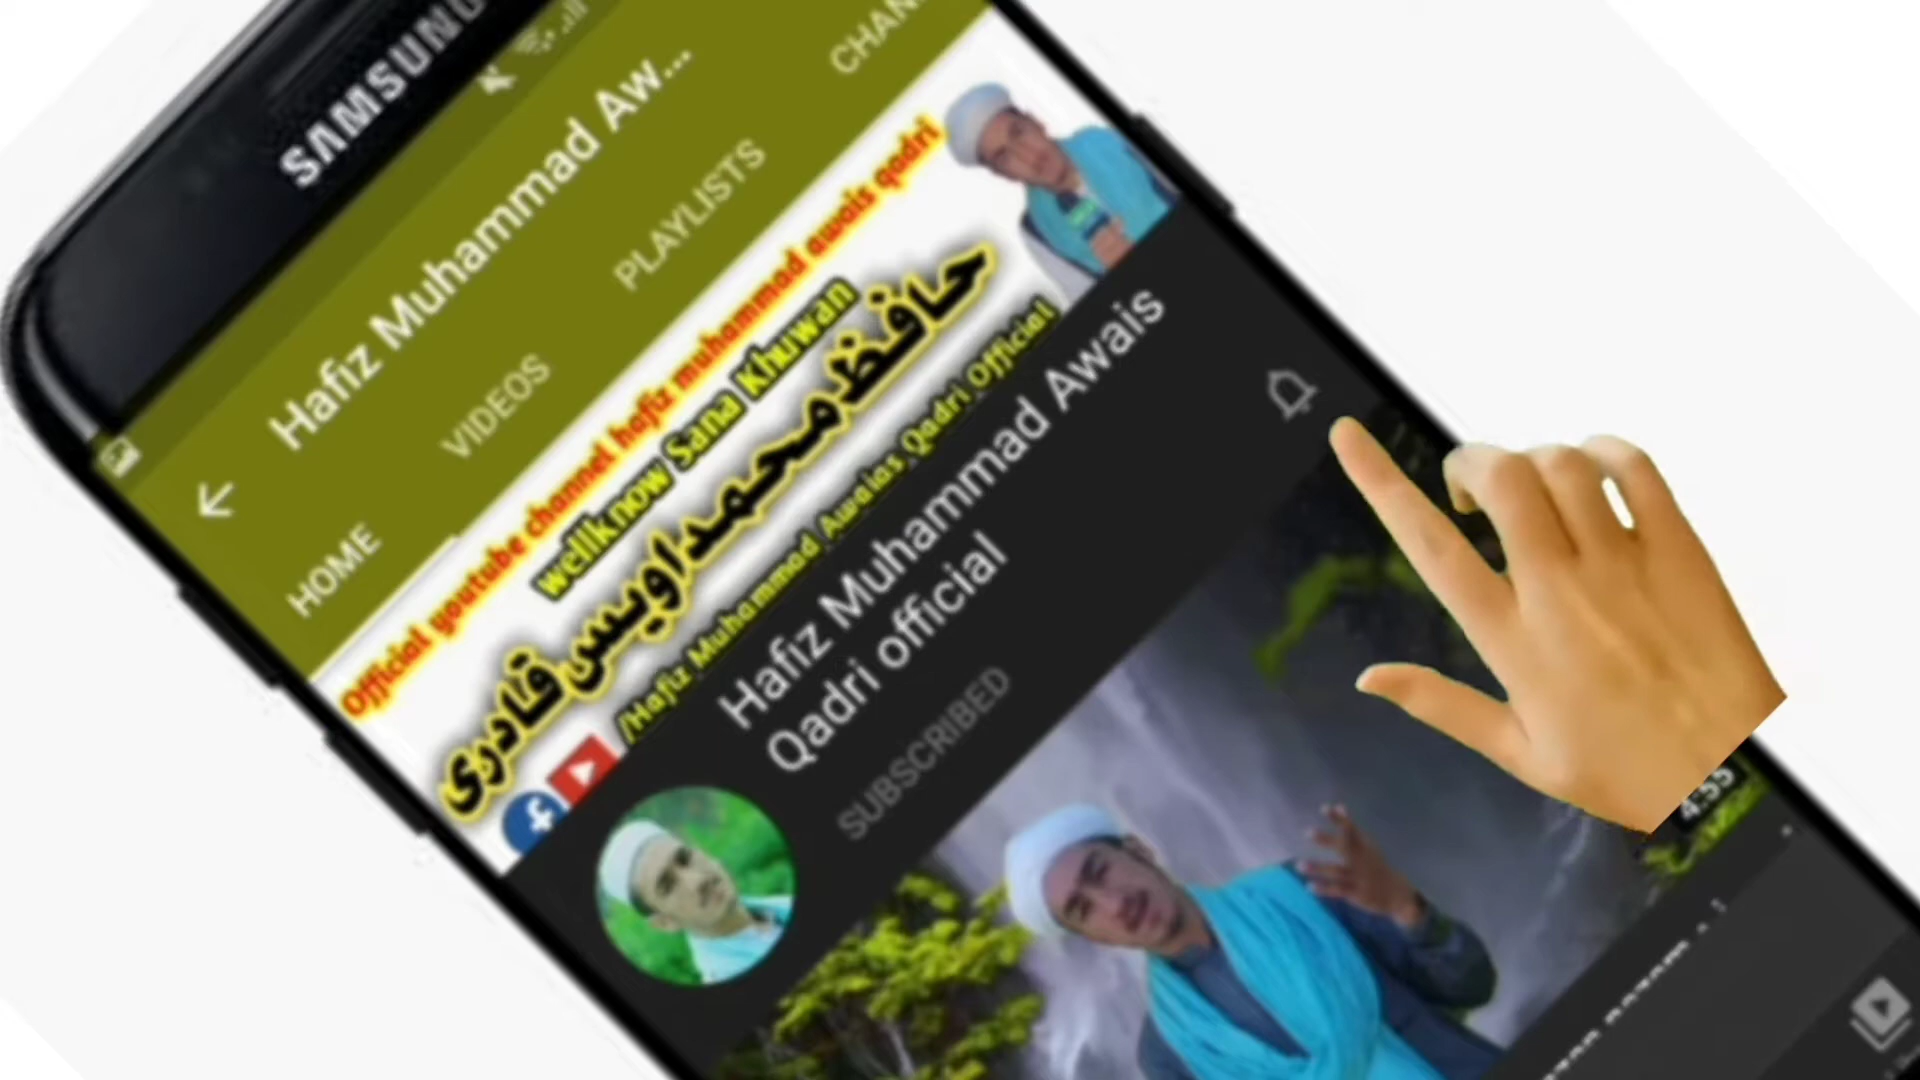 SAMSUNG
Hafiz Muhammad Aw...
HOME
VIDEOS
PLAYLISTS
CHAN
Official youtube channel hafiz muhammad awais qadri
wellknow Sana Khuwan
حافظ محمد اویس قادری
/Hafiz Muhammad Awaias Qadri Official
Hafiz Muhammad Awais
Qadri official
SUBSCRIBED
4:55